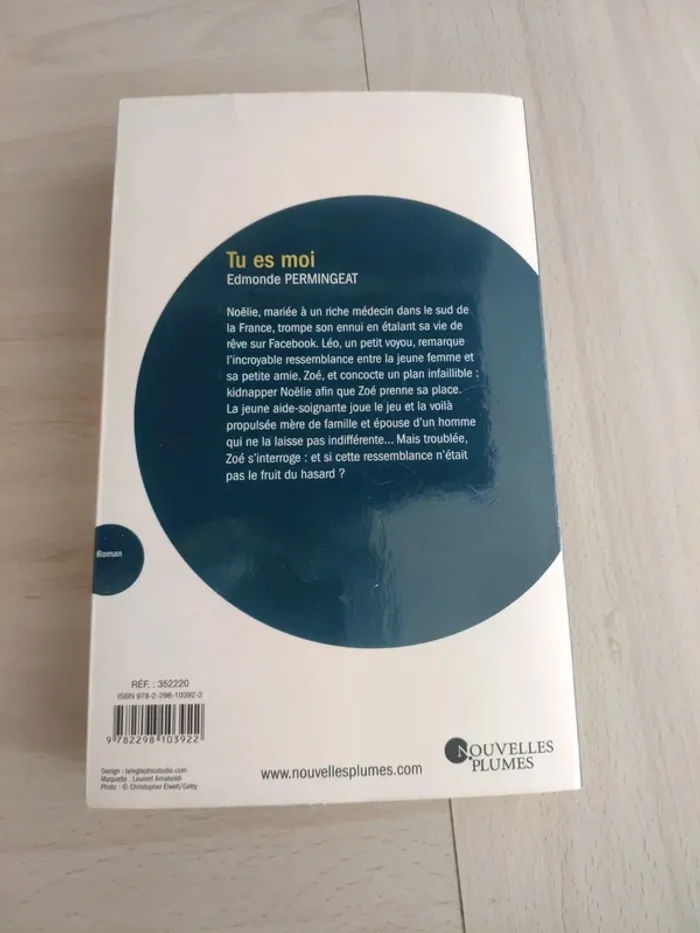 Tu es moi
Edmonde PERMINGEAT
Noëlie, mariée à un riche médecin dans le sud de
la France, trompe son ennui en étalant sa vie de
rêve sur Facebook. Léo, un petit voyou, remarque
l'incroyable ressemblance entre la jeune femme et
sa petite amie, Zoé, et concocte un plan infaillible :
kidnapper Noëlie afin que Zoé prenne sa place.
La jeune aide-soignante joue le jeu et la voilà
propulsée mère de famille et épouse d'un homme
qui ne la laisse pas indifférente... Mais troublée,
Zoé s'interroge : et si cette ressemblance n'était
pas le fruit du hasard ?
Roman
RÉF. : 352220
ISBN 978-2-298-10392-2
9 782298 103922
Design :
Maquette : Laurent
Photo : © Christopher Elwell/Getty
www.nouvellesplumes.com
NOUVELLES
PLUMES